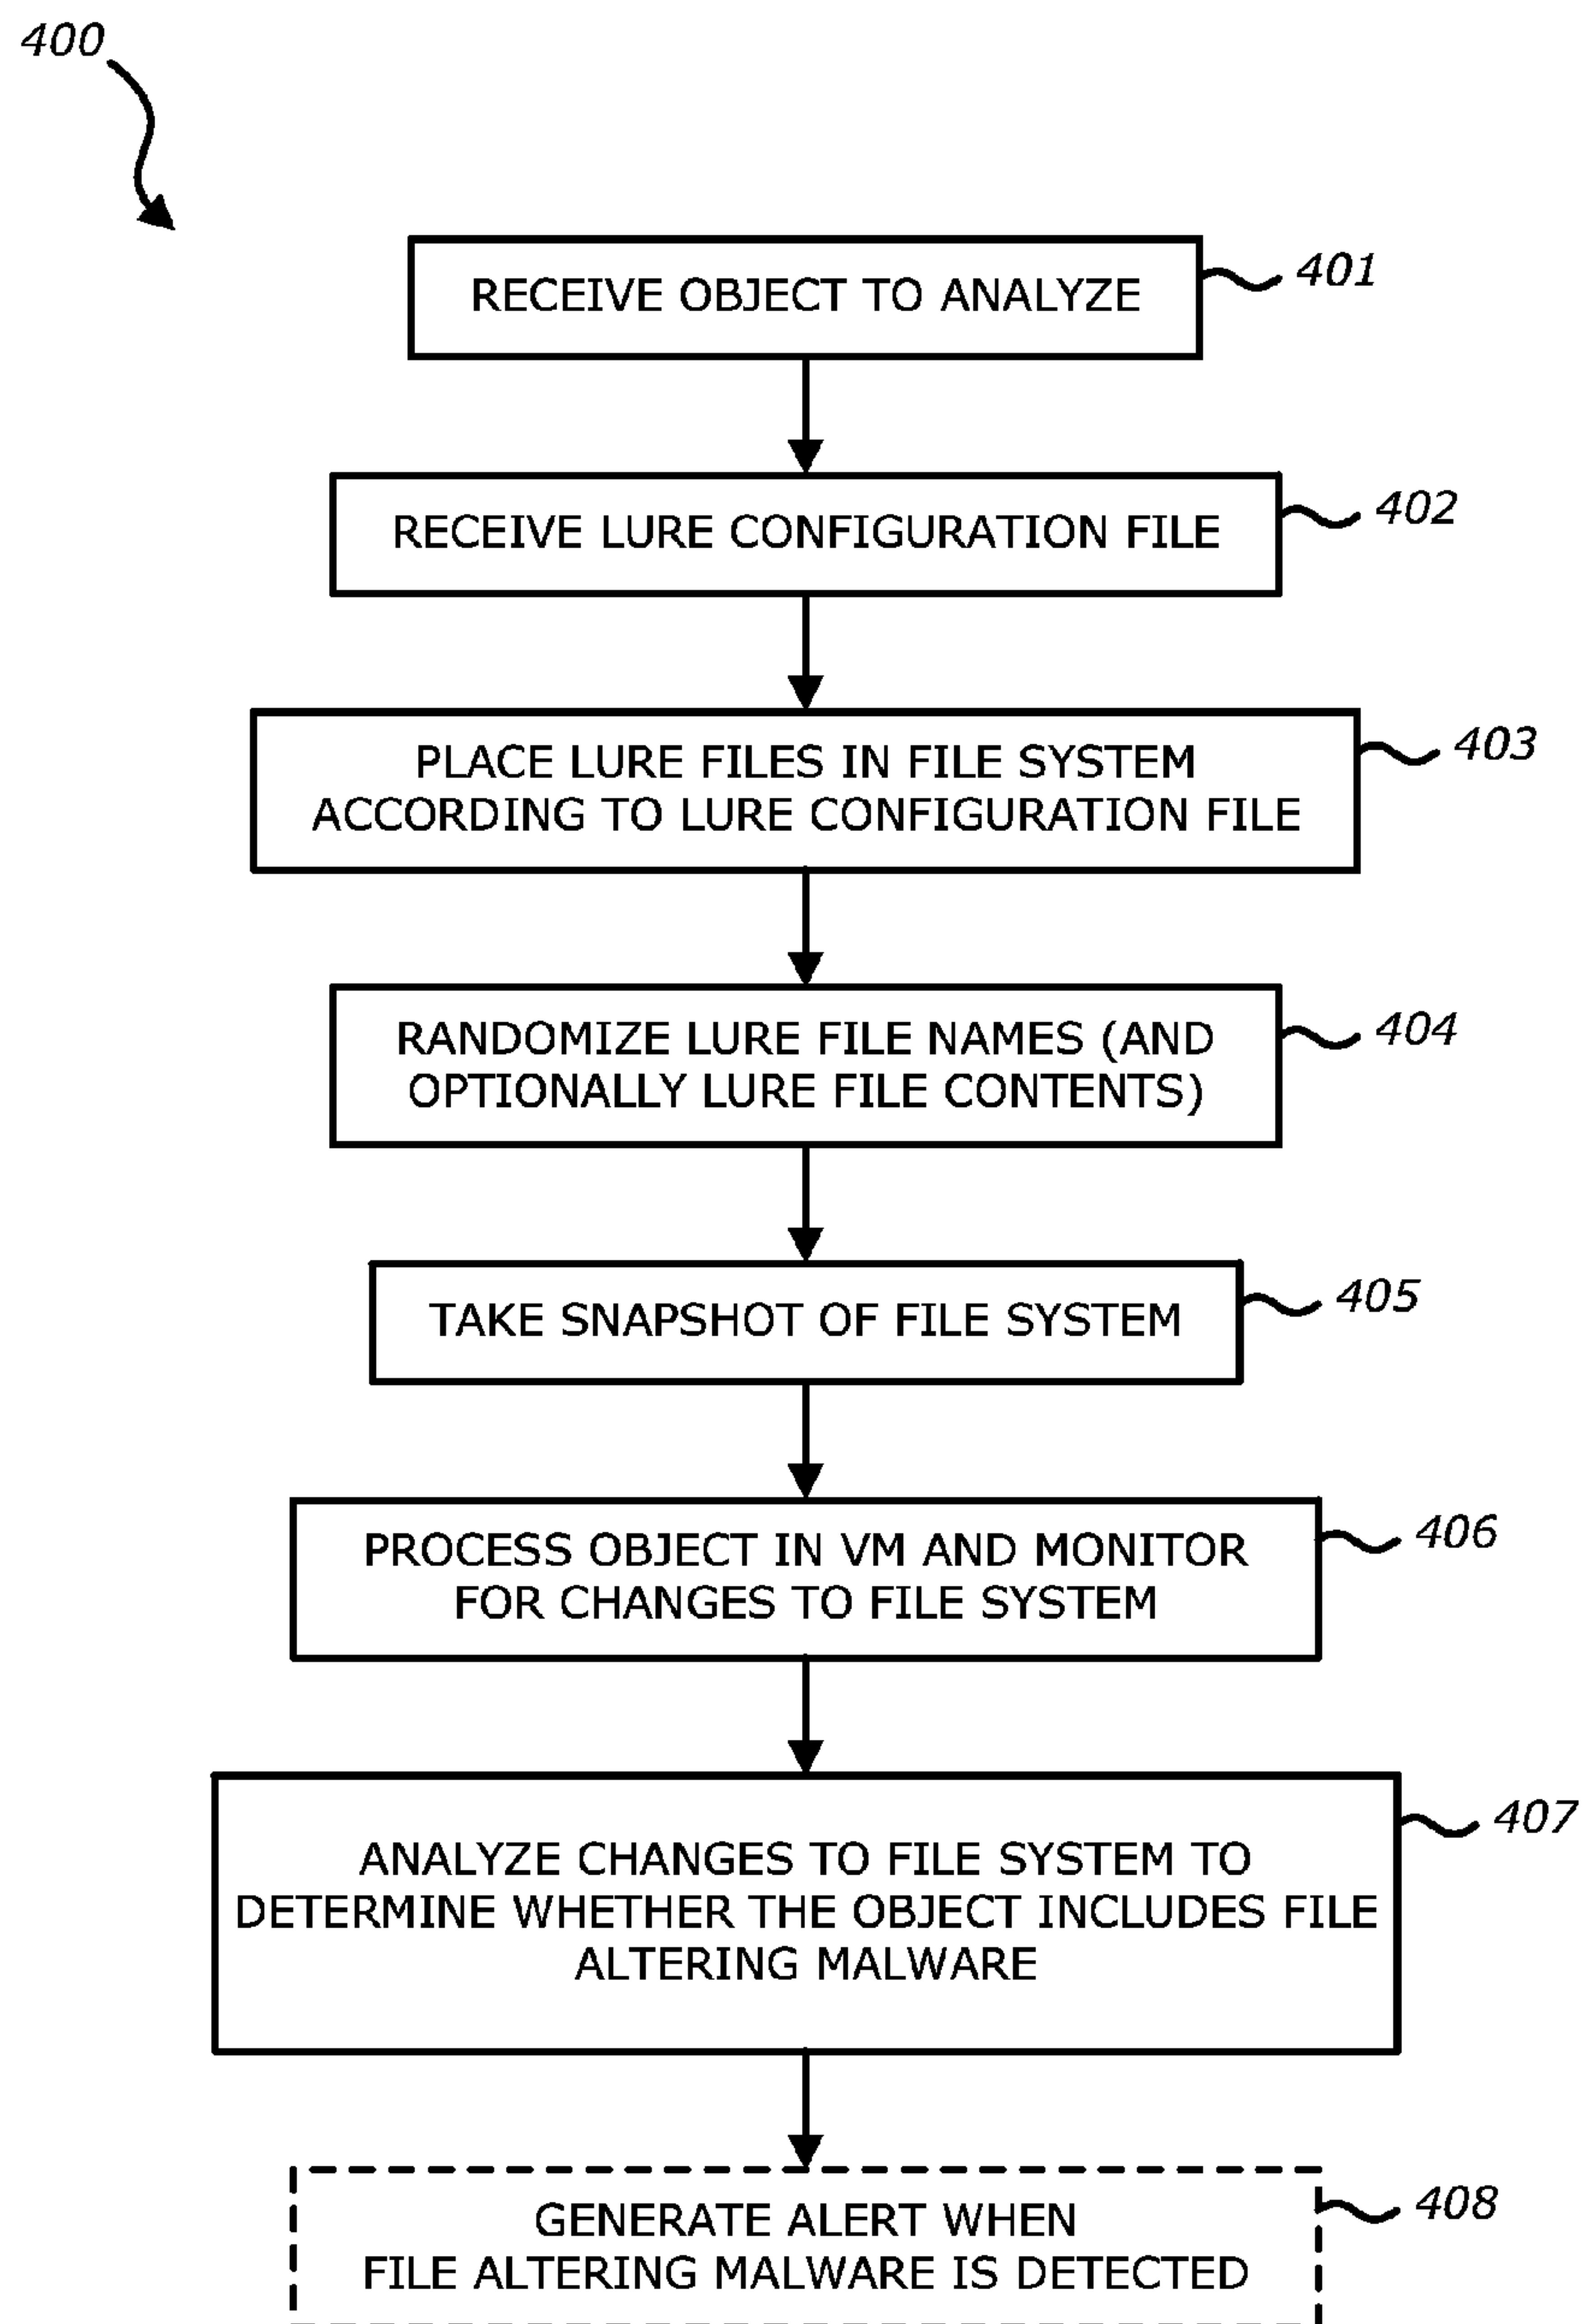 400
RECEIVE OBJECT TO ANALYZE
401
RECEIVE LURE CONFIGURATION FILE
402
PLACE LURE FILES IN FILE SYSTEM
ACCORDING TO LURE CONFIGURATION FILE
403
RANDOMIZE LURE FILE NAMES (AND
OPTIONALLY LURE FILE CONTENTS)
404
TAKE SNAPSHOT OF FILE SYSTEM
405
PROCESS OBJECT IN VM AND MONITOR
FOR CHANGES TO FILE SYSTEM
406
ANALYZE CHANGES TO FILE SYSTEM TO
DETERMINE WHETHER THE OBJECT INCLUDES FILE
ALTERING MALWARE
407
GENERATE ALERT WHEN
FILE ALTERING MALWARE IS DETECTED
408